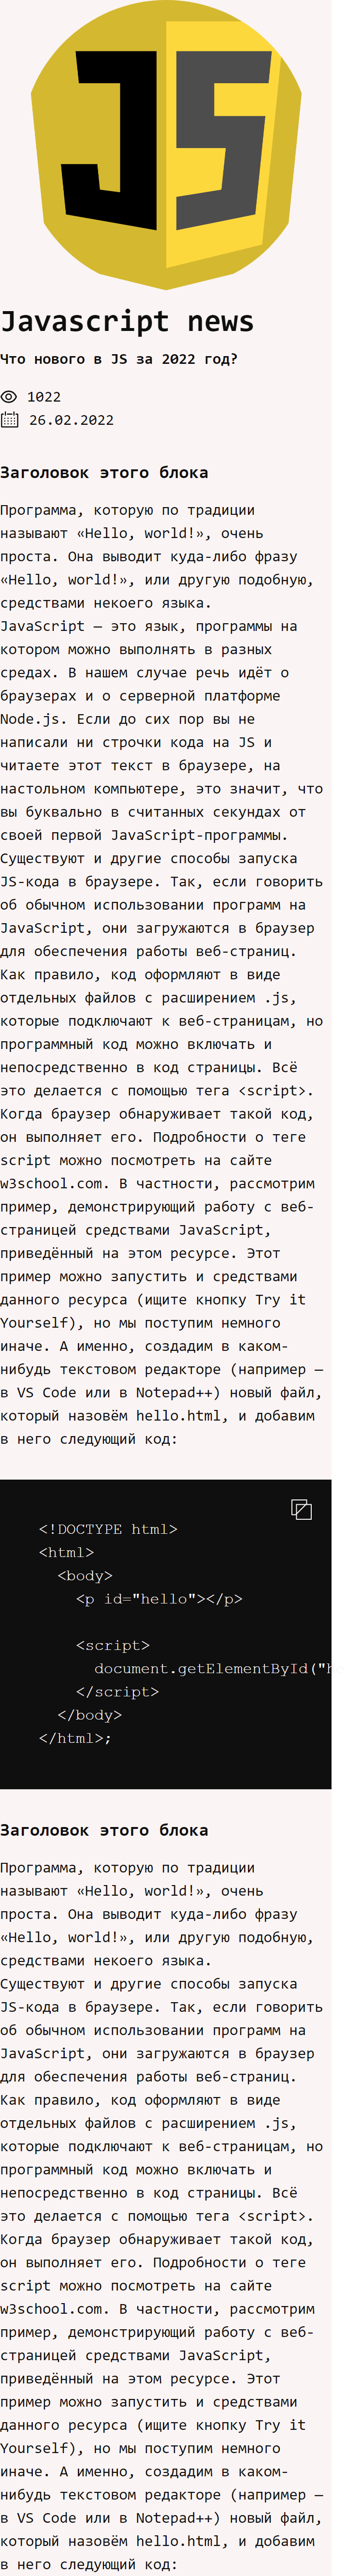 JS
Javascript news
Что нового в JS за 2022 год?
1022
26.02.2022
Заголовок этого блока
Программа, которую по традиции
называют «Hello, world!», очень
проста. Она выводит куда-либо фразу
«Hello, world!», или другую подобную,
средствами некоего языка.
JavaScript — это язык, программы на
котором можно выполнять в разных
средах. В нашем случае речь идёт о
браузерах и о серверной платформе
Node.js. Если до сих пор вы не
написали ни строчки кода на JS и
читаете этот текст в браузере, на
настольном компьютере, это значит, что
вы буквально в считанных секундах от
своей первой JavaScript-программы.
Существуют и другие способы запуска
JS-кода в браузере. Так, если говорить
об обычном использовании программ на
JavaScript, они загружаются в браузер
для обеспечения работы веб-страниц.
Как правило, код оформляют в виде
отдельных файлов с расширением .js,
которые подключают к веб-страницам, но
программный код можно включать и
непосредственно в код страницы. Всё
это делается с помощью тега <script>.
Когда браузер обнаруживает такой код,
он выполняет его. Подробности о теге
script можно посмотреть на сайте
w3school.com. В частности, рассмотрим
пример, демонстрирующий работу с веб-
страницей средствами JavaScript,
приведённый на этом ресурсе. Этот
пример можно запустить и средствами
данного ресурса (ищите кнопку Try it
Yourself), но мы поступим немного
иначе. А именно, создадим в каком-
нибудь текстовом редакторе (например —
в VS Code или в Notepad++) новый файл,
который назовём hello.html, и добавим
в него следующий код:
<!DOCTYPE html>
<html>
<body>
<p id="hello"></p>
<script>
document.getElementById("h
</script>
</body>
</html>;
Заголовок этого блока
Программа, которую по традиции
называют «Hello, world!», очень
проста. Она выводит куда-либо фразу
«Hello, world!», или другую подобную,
средствами некоего языка.
Существуют и другие способы запуска
JS-кода в браузере. Так, если говорить
об обычном использовании программ на
JavaScript, они загружаются в браузер
для обеспечения работы веб-страниц.
Как правило, код оформляют в виде
отдельных файлов с расширением .js,
которые подключают к веб-страницам, но
программный код можно включать и
непосредственно в код страницы. Всё
это делается с помощью тега <script>.
Когда браузер обнаруживает такой код,
он выполняет его. Подробности о теге
script можно посмотреть на сайте
w3school.com. В частности, рассмотрим
пример, демонстрирующий работу с веб-
страницей средствами JavaScript,
приведённый на этом ресурсе. Этот
пример можно запустить и средствами
данного ресурса (ищите кнопку Try it
Yourself), но мы поступим немного
иначе. А именно, создадим в каком-
нибудь текстовом редакторе (например —
в VS Code или в Notepad++) новый файл,
который назовём hello.html, и добавим
в него следующий код: